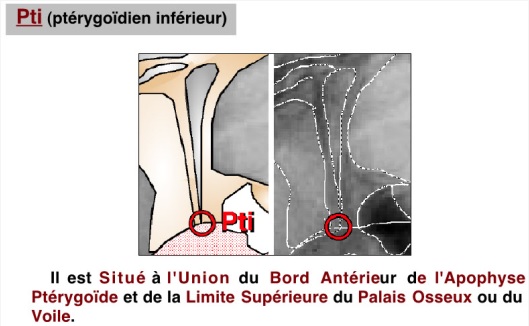 Pti (ptérygoïdien inférieur)
Pti
Il est Situé à l'Union du Bord Antérieur de l'Apophyse
Ptérygoïde et de la Limite Supérieure du Palais Osseux ou du
Voile.